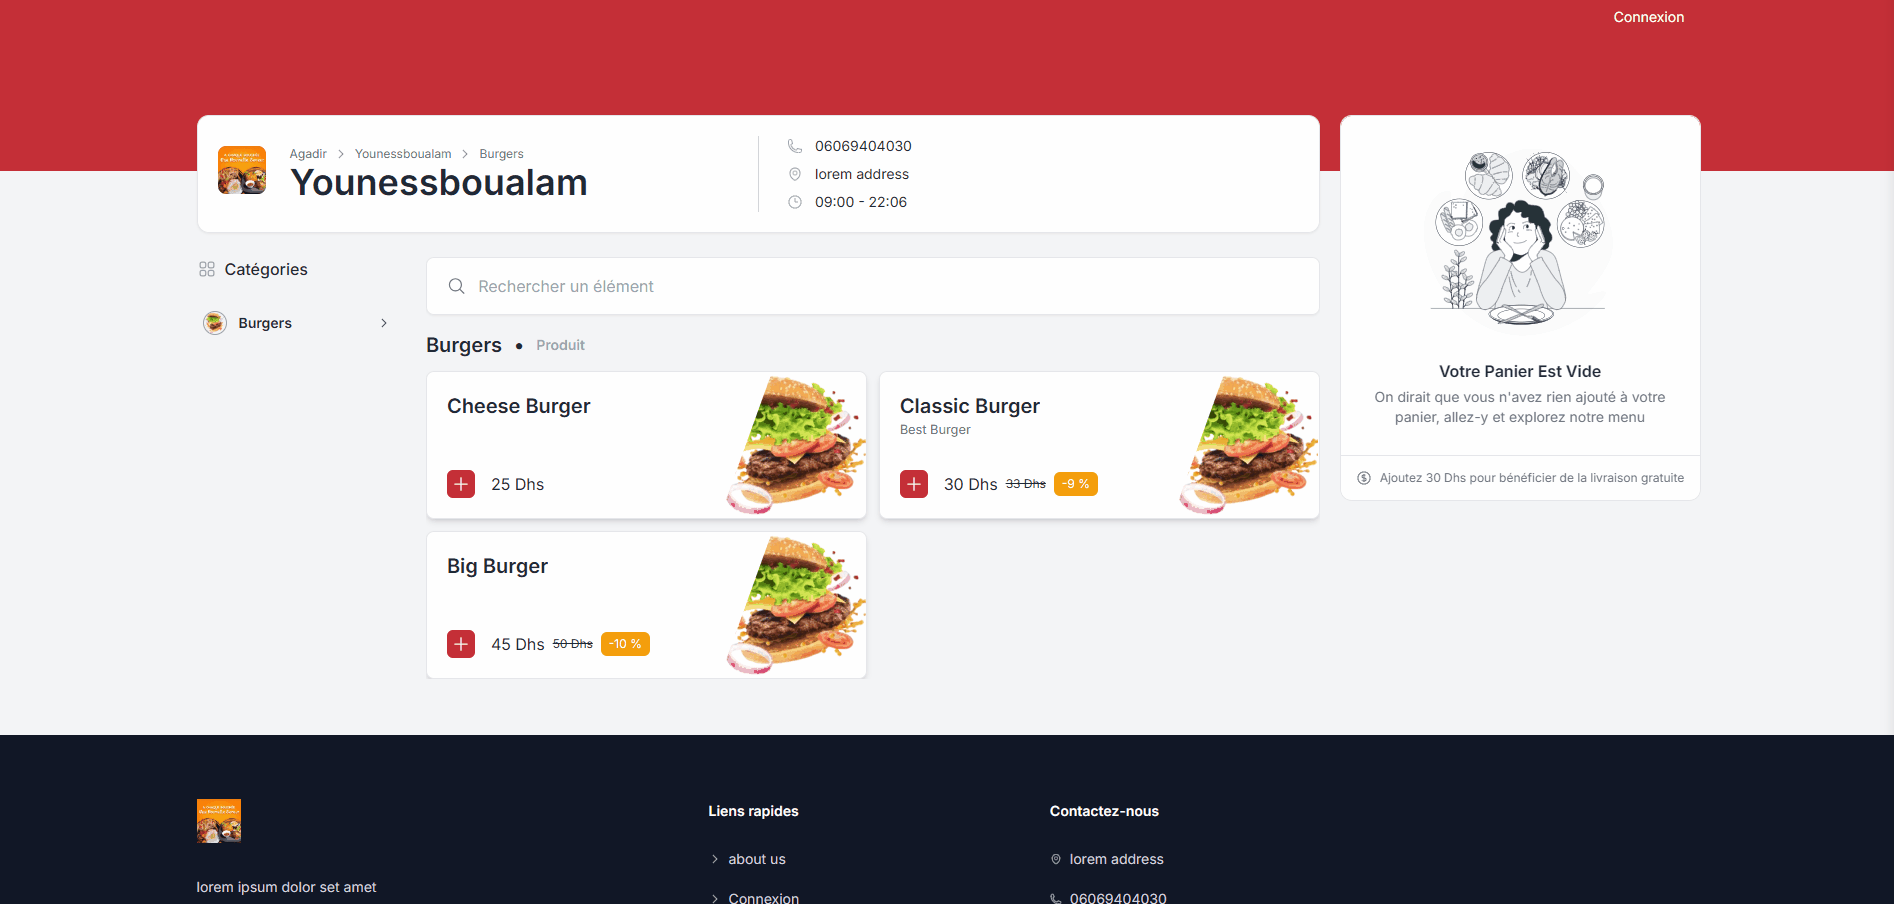 Connexion
Agadir > Younessboualam > Burgers
Younessboualam
06069404030
lorem address
09:00 - 22:06
Catégories
Burgers
Rechercher un élément
Burgers • Produit
Cheese Burger
25 Dhs
Classic Burger
Best Burger
30 Dhs 33 Dhs -9 %
Big Burger
45 Dhs 50 Dhs -10 %
Votre Panier Est Vide
On dirait que vous n'avez rien ajouté à votre
panier, allez-y et explorez notre menu
Ajoutez 30 Dhs pour bénéficier de la livraison gratuite
lorem ipsum dolor set amet
Liens rapides
about us
Connexion
Contactez-nous
lorem address
06069404030